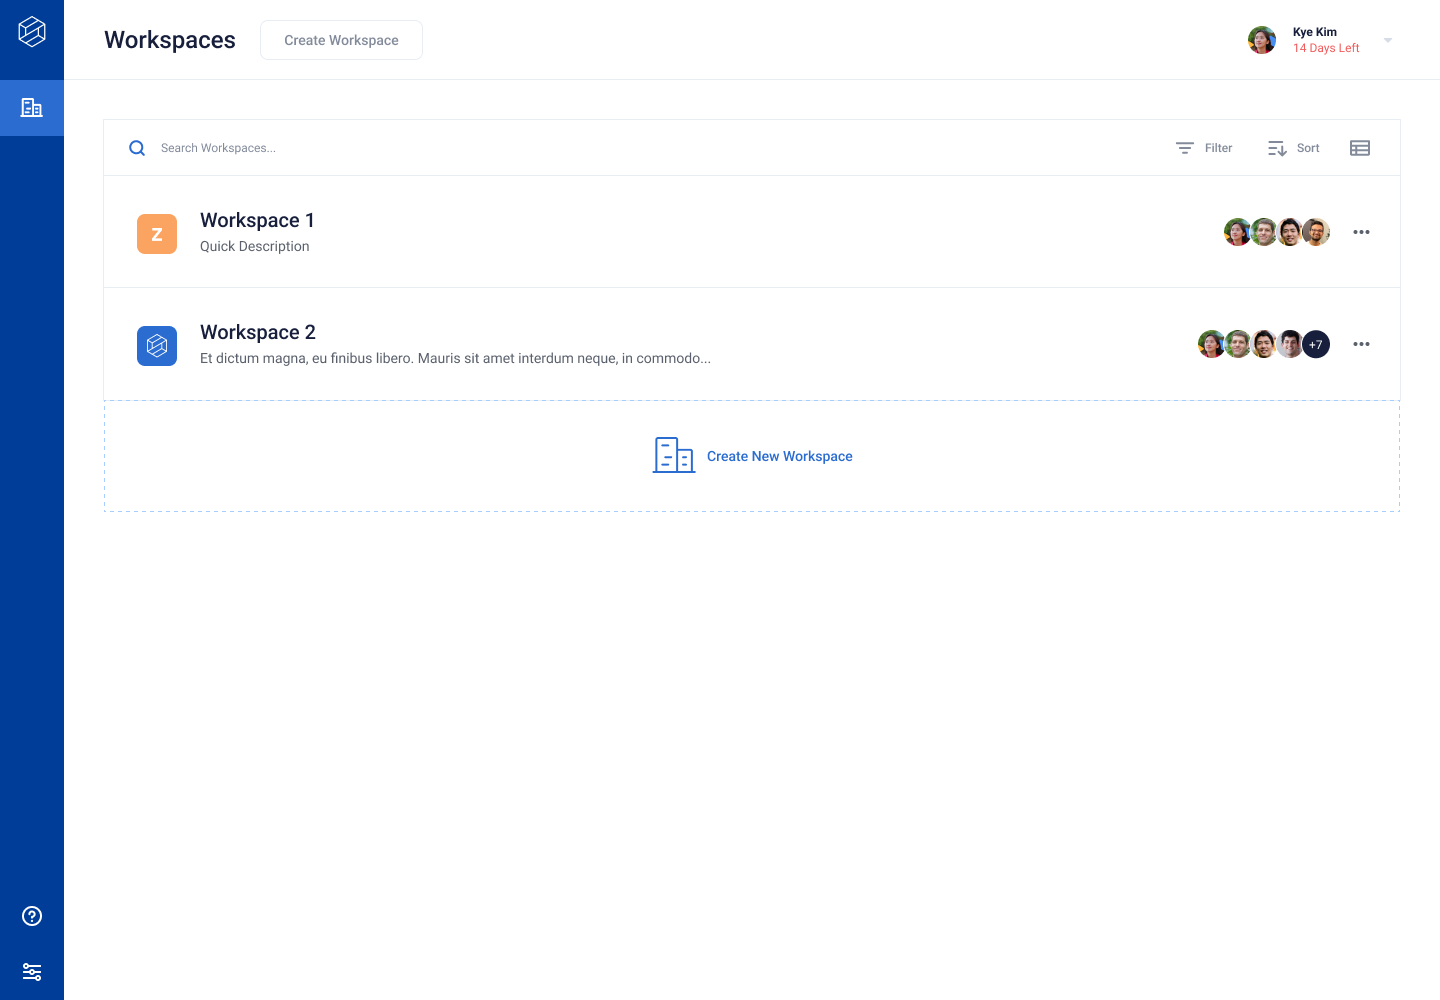 Workspaces
Create Workspace
Kye Kim
14 Days Left
Search Workspaces...
Filter
Sort
Z
Workspace 1
Quick Description
Workspace 2
Et dictum magna, eu finibus libero. Mauris sit amet interdum neque, in commodo...
+7
Create New Workspace